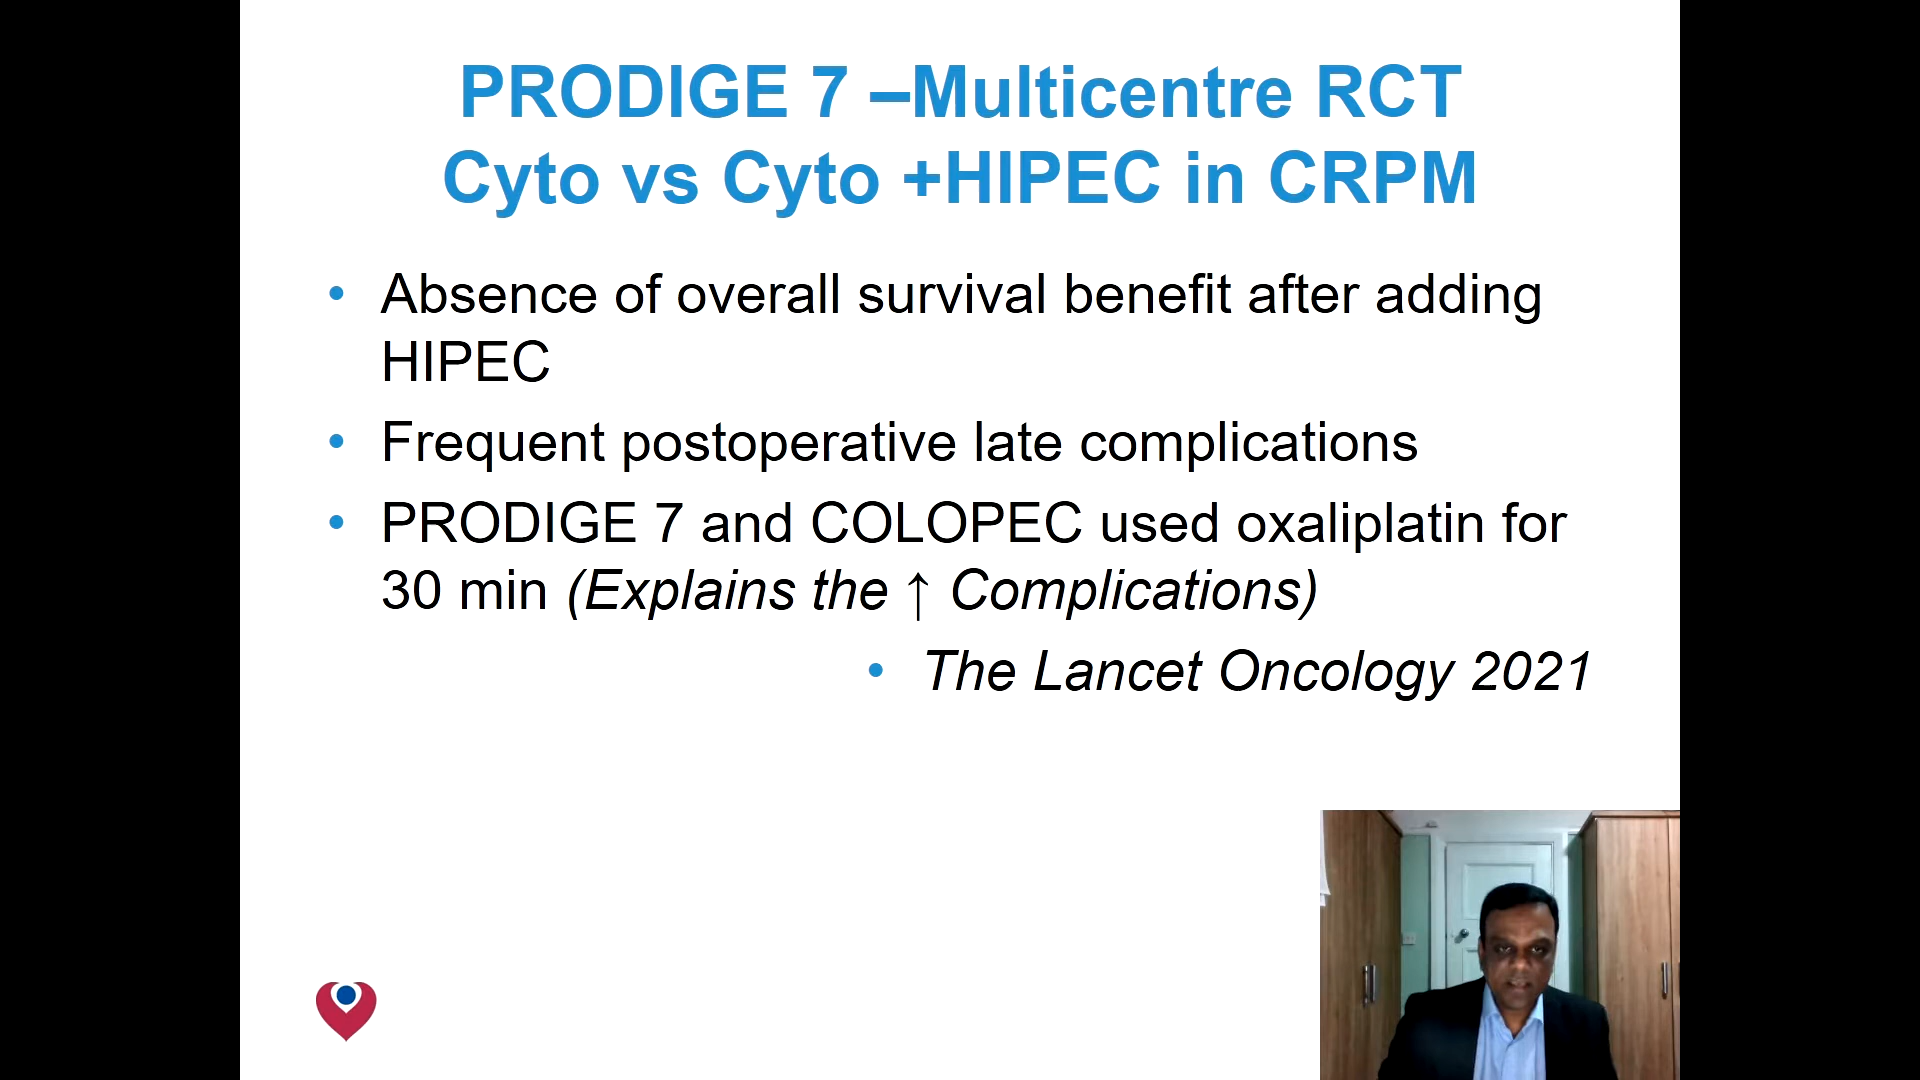 PRODIGE 7 –Multicentre RCT
Cyto vs Cyto +HIPEC in CRPM
• Absence of overall survival benefit after adding
HIPEC
• Frequent postoperative late complications
• PRODIGE 7 and COLOPEC used oxaliplatin for
30 min (Explains the ↑ Complications)
• The Lancet Oncology 2021